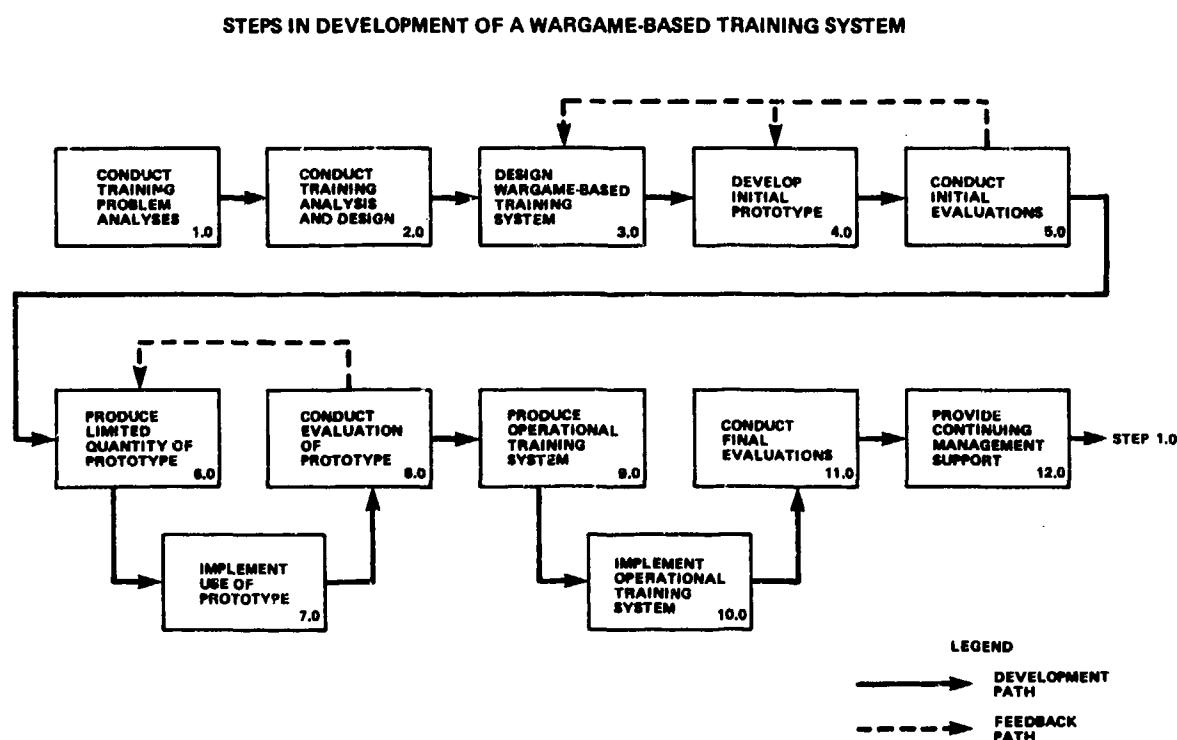 STEPS IN DEVELOPMENT OF A WARGAME-BASED TRAINING SYSTEM
CONDUCT
TRAINING
PROBLEM
ANALYSES
1.0
CONDUCT
TRAINING
ANALYSIS
AND DESIGN
2.0
DESIGN
WARGAME-BASED
TRAINING
SYSTEM
3.0
DEVELOP
INITIAL
PROTOTYPE
4.0
CONDUCT
INITIAL
EVALUATIONS
5.0
PRODUCE
LIMITED
QUANTITY OF
PROTOTYPE
6.0
CONDUCT
EVALUATION
OF
PROTOTYPE
8.0
PRODUCE
OPERATIONAL
TRAINING
SYSTEM
9.0
CONDUCT
FINAL
EVALUATIONS
11.0
PROVIDE
CONTINUING
MANAGEMENT
SUPPORT
12.0
STEP 1.0
IMPLEMENT
USE OF
PROTOTYPE
7.0
IMPLEMENT
OPERATIONAL
TRAINING
SYSTEM
10.0
LEGEND
DEVELOPMENT
PATH
FEEDBACK
PATH